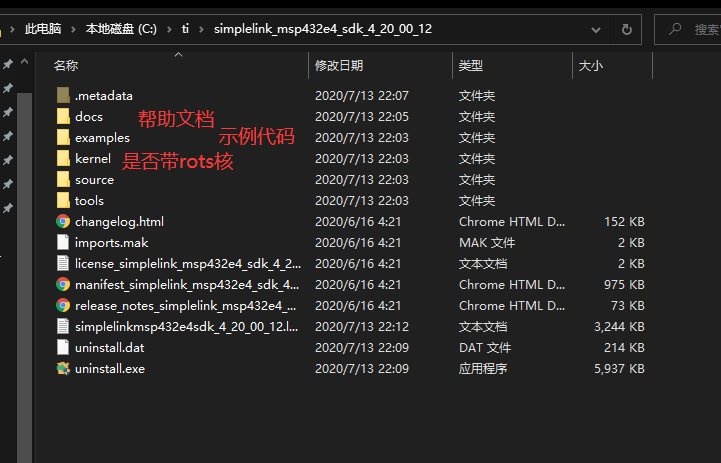 此电脑 › 本地磁盘 (C:) › ti › simplelink_msp432e4_sdk_4_20_00_12
搜索
名称 修改日期 类型 大小
.metadata 2020/7/13 22:07 文件夹
docs 帮助文档 2020/7/13 22:05 文件夹
examples 示例代码 2020/7/13 22:03 文件夹
kernel 是否带rots核 2020/7/13 22:03 文件夹
source 2020/7/13 22:03 文件夹
tools 2020/7/13 22:03 文件夹
changelog.html 2020/6/16 4:21 Chrome HTML D... 152 KB
imports.mak 2020/6/16 4:21 MAK 文件 2 KB
license_simplelink_msp432e4_sdk_4_2... 2020/6/16 4:21 文本文档 2 KB
manifest_simplelink_msp432e4_sdk_4... 2020/6/16 4:21 Chrome HTML D... 975 KB
release_notes_simplelink_msp432e4_... 2020/6/16 4:21 Chrome HTML D... 73 KB
simplelinkmsp432e4sdk_4_20_00_12.l... 2020/7/13 22:12 文本文档 3,244 KB
uninstall.dat 2020/7/13 22:09 DAT 文件 214 KB
uninstall.exe 2020/7/13 22:09 应用程序 5,937 KB